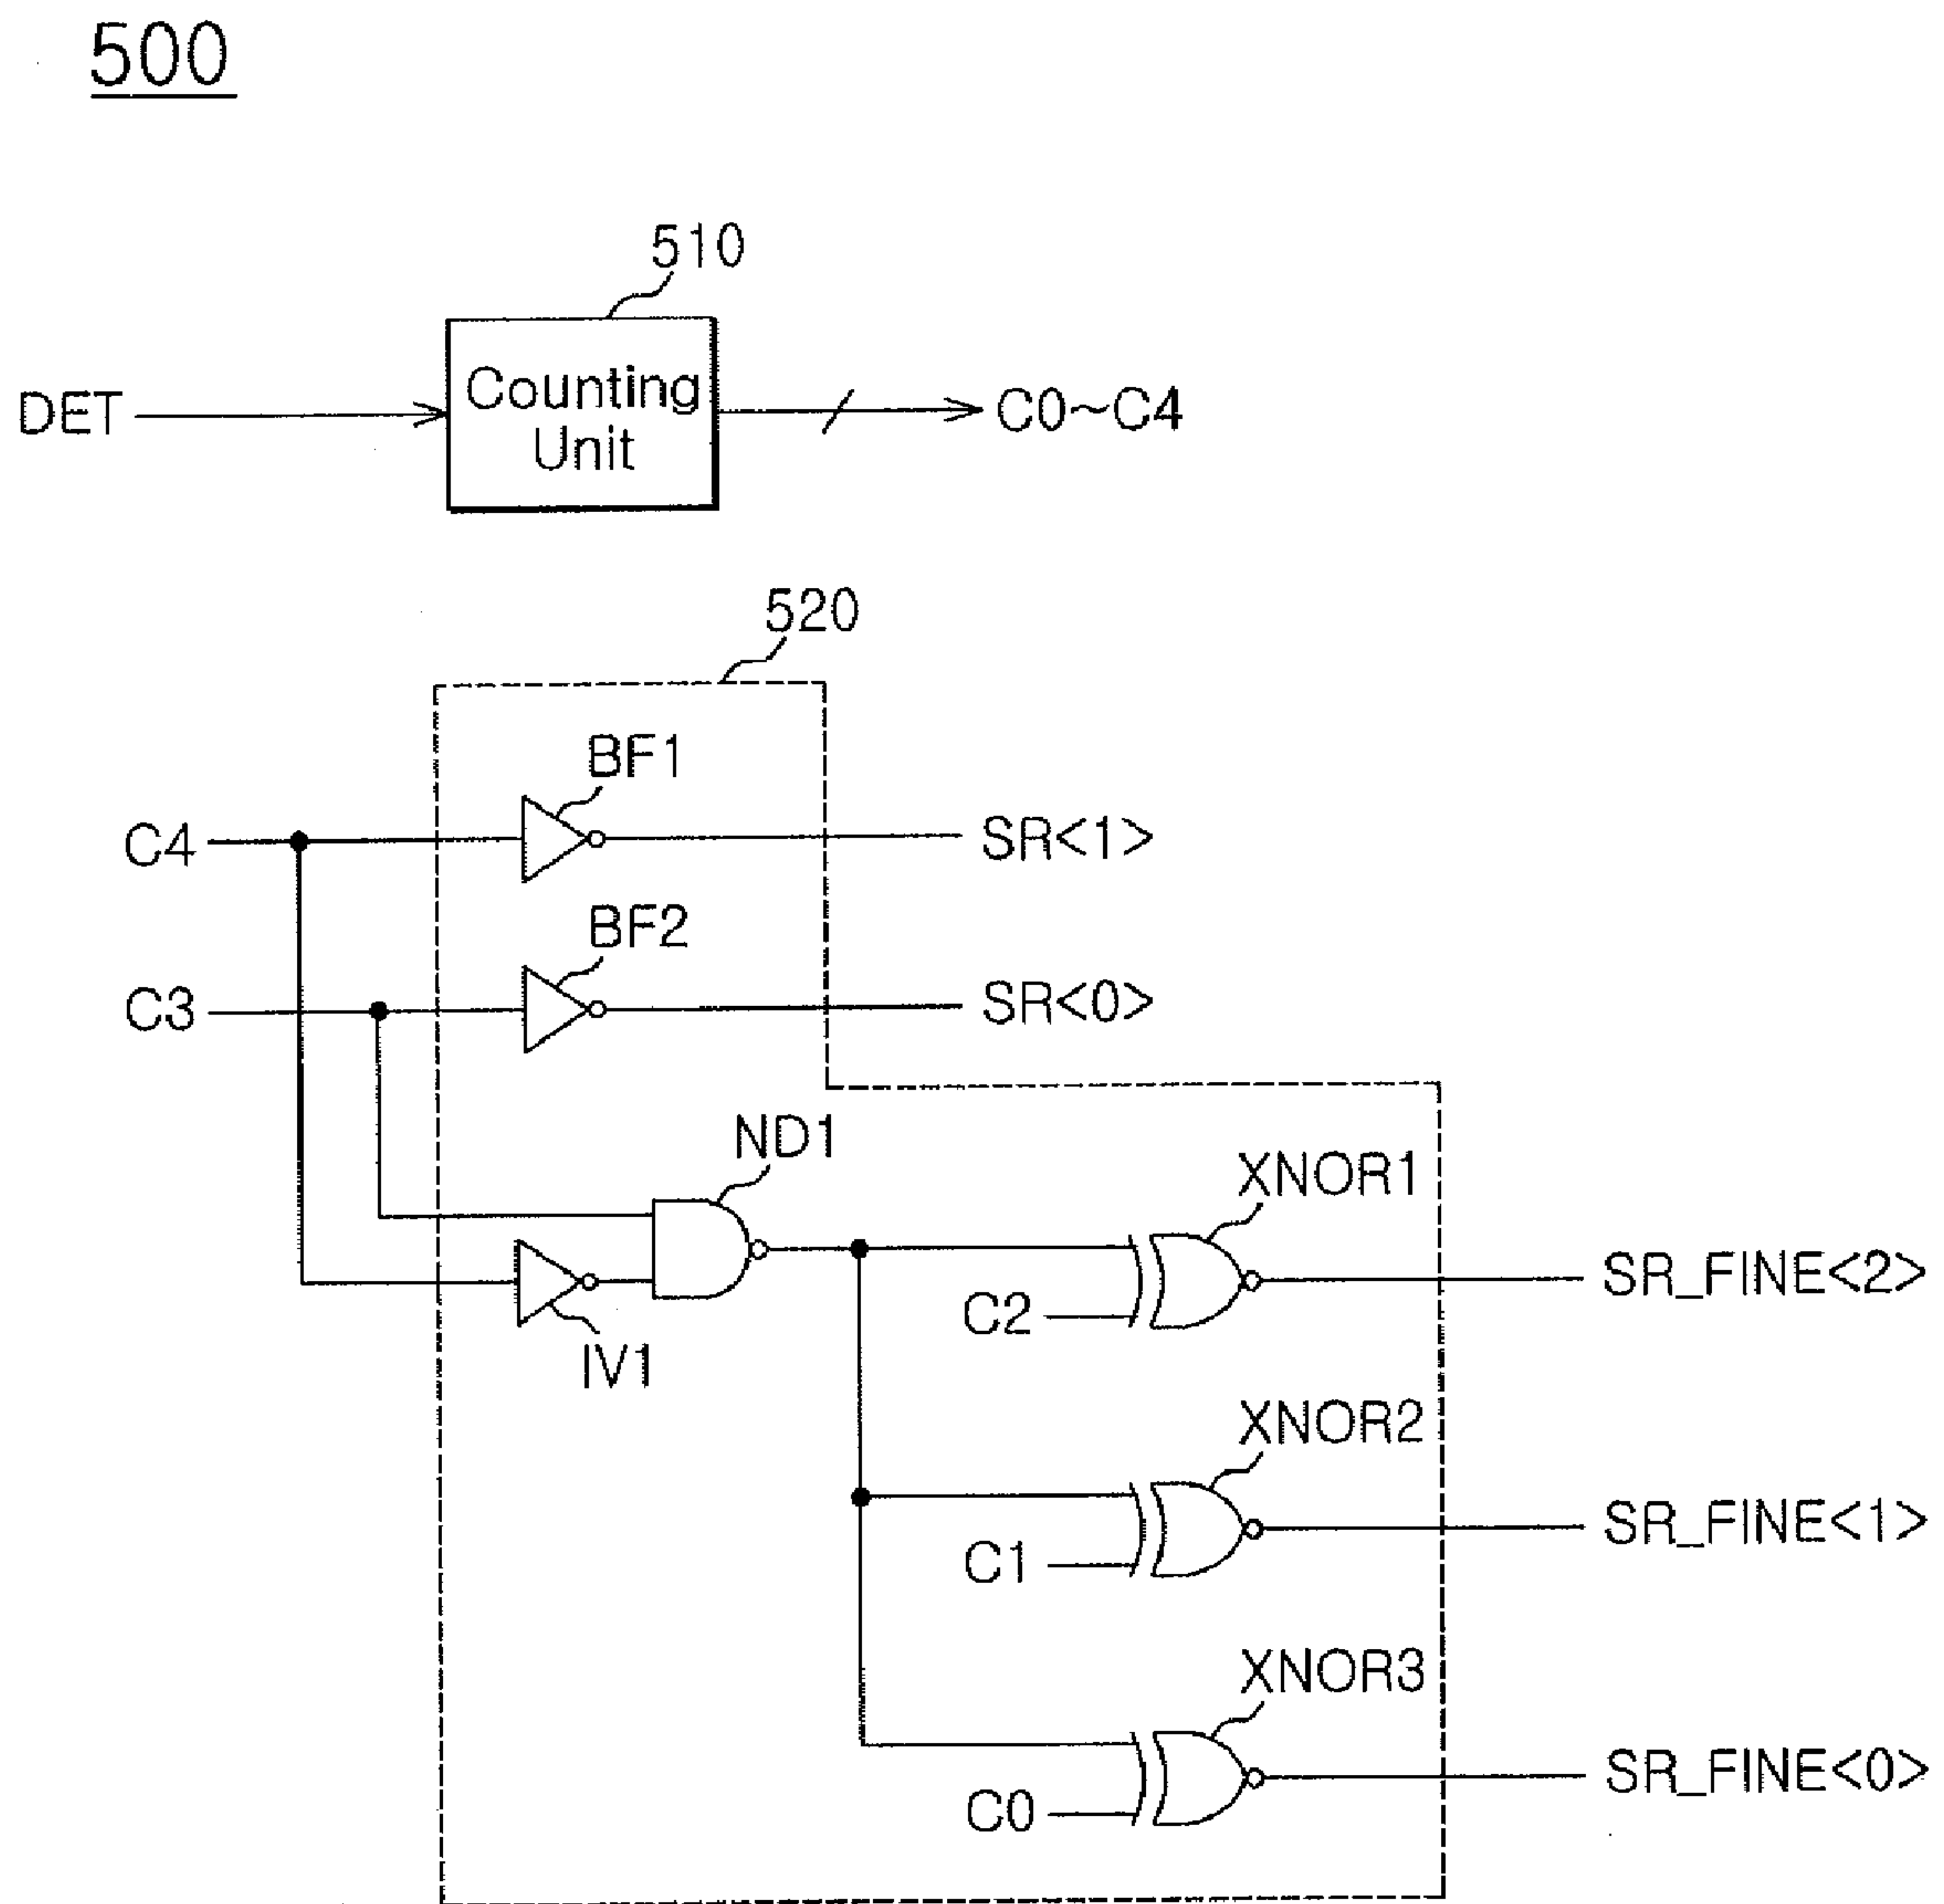 500
510
DET
Counting
Unit
C0~C4
520
BF1
C4
SR<1>
BF2
C3
SR<0>
ND1
XNOR1
SR_FINE<2>
C2
IV1
XNOR2
SR_FINE<1>
C1
XNOR3
SR_FINE<0>
C0